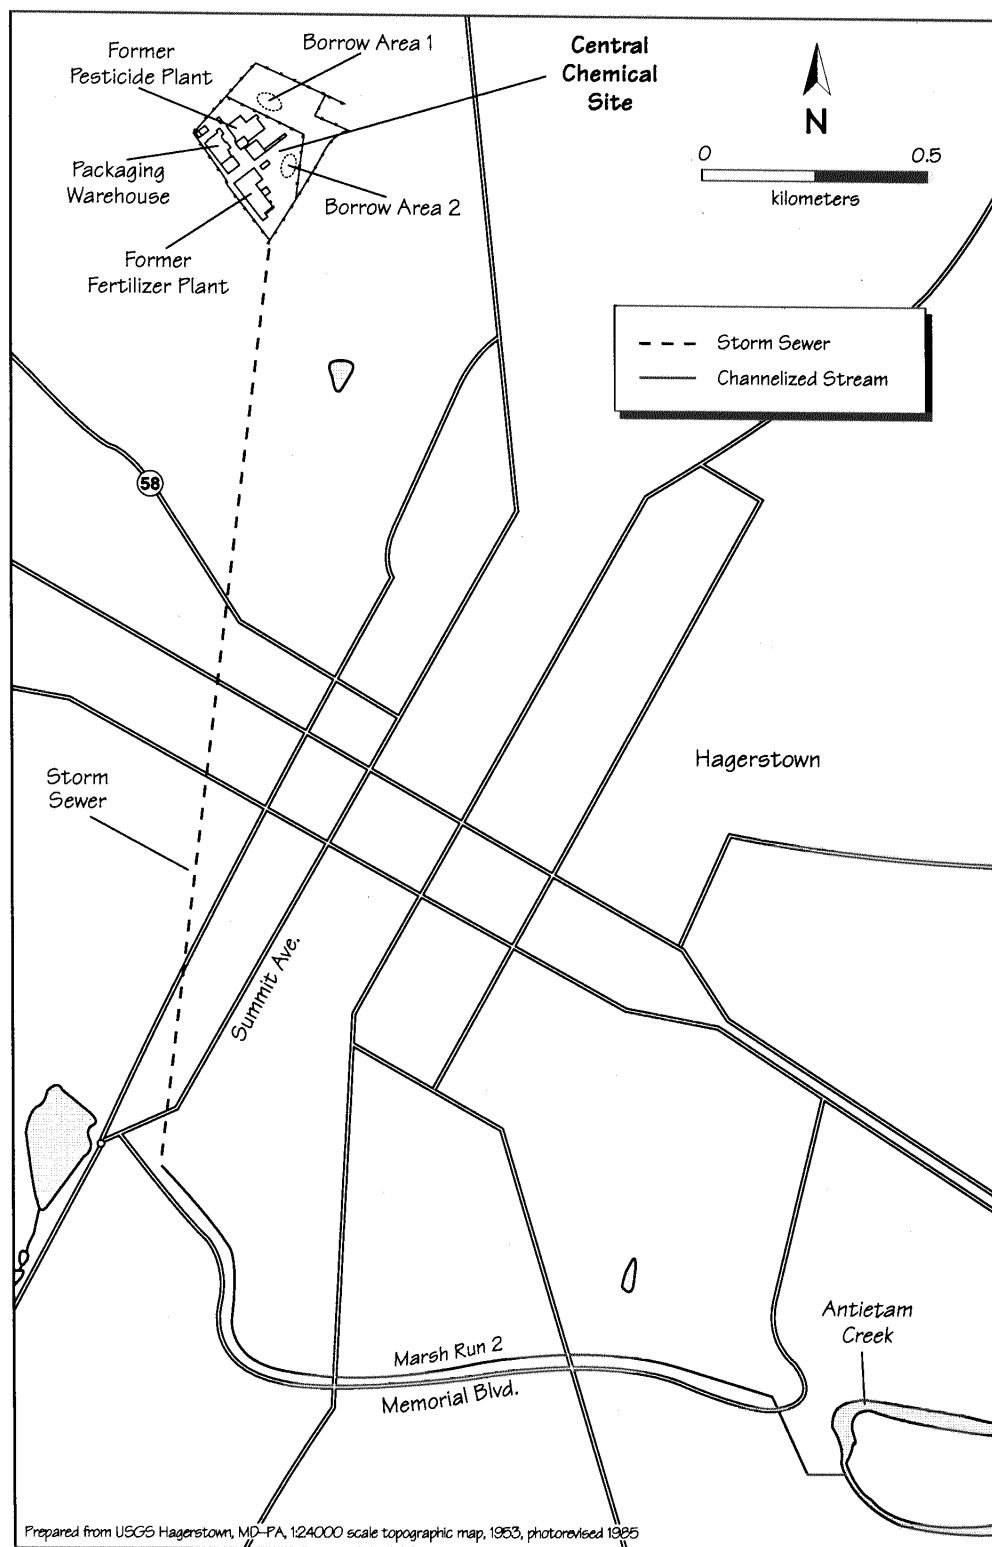 Former
Pesticide Plant
Borrow Area 1
Central
Chemical
Site
N
0 0.5
kilometers
Packaging
Warehouse
Borrow Area 2
Former
Fertilizer Plant
Storm Sewer
Channelized Stream
58
Hagerstown
Storm
Sewer
Summit Ave.
Antietam
Creek
Marsh Run 2
Memorial Blvd.
Prepared from USGS Hagerstown, MD-PA, 1:24000 scale topographic map, 1953, photorevised 1985